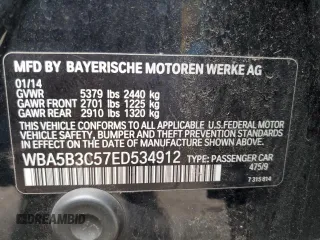 MFD BY BAYERISCHE MOTOREN WERKE AG
01/14
GVWR 5379 lbs 2440 kg
GAWR FRONT 2701 lbs 1225 kg
GAWR REAR 2910 lbs 1320 kg
THIS VEHICLE CONFORMS TO ALL APPLICABLE U.S. FEDERAL MOTOR VEHICLE SAFETY, BUMPER AND THEFT PREVENTION STANDARDS IN EFFECT ON THE DATE OF MANUFACTURE SHOWN ABOVE.
WBA5B3C57ED534912 TYPE: PASSENGER CAR
475/9
7 315 814
DREAMBID